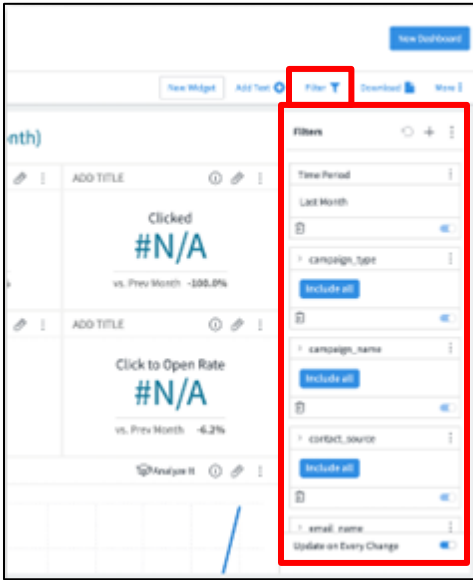 New Dashboard
New Widget Add Text Filter Download More
nth)
Filters
ADD TITLE
Clicked
#N/A
vs. Prev Month -100.0%
ADD TITLE
Click to Open Rate
#N/A
vs. Prev Month -6.2%
Analyze It
Time Period
Last Month
campaign_type
Include all
campaign_name
Include all
contact_source
Include all
email_name
Update on Every Change